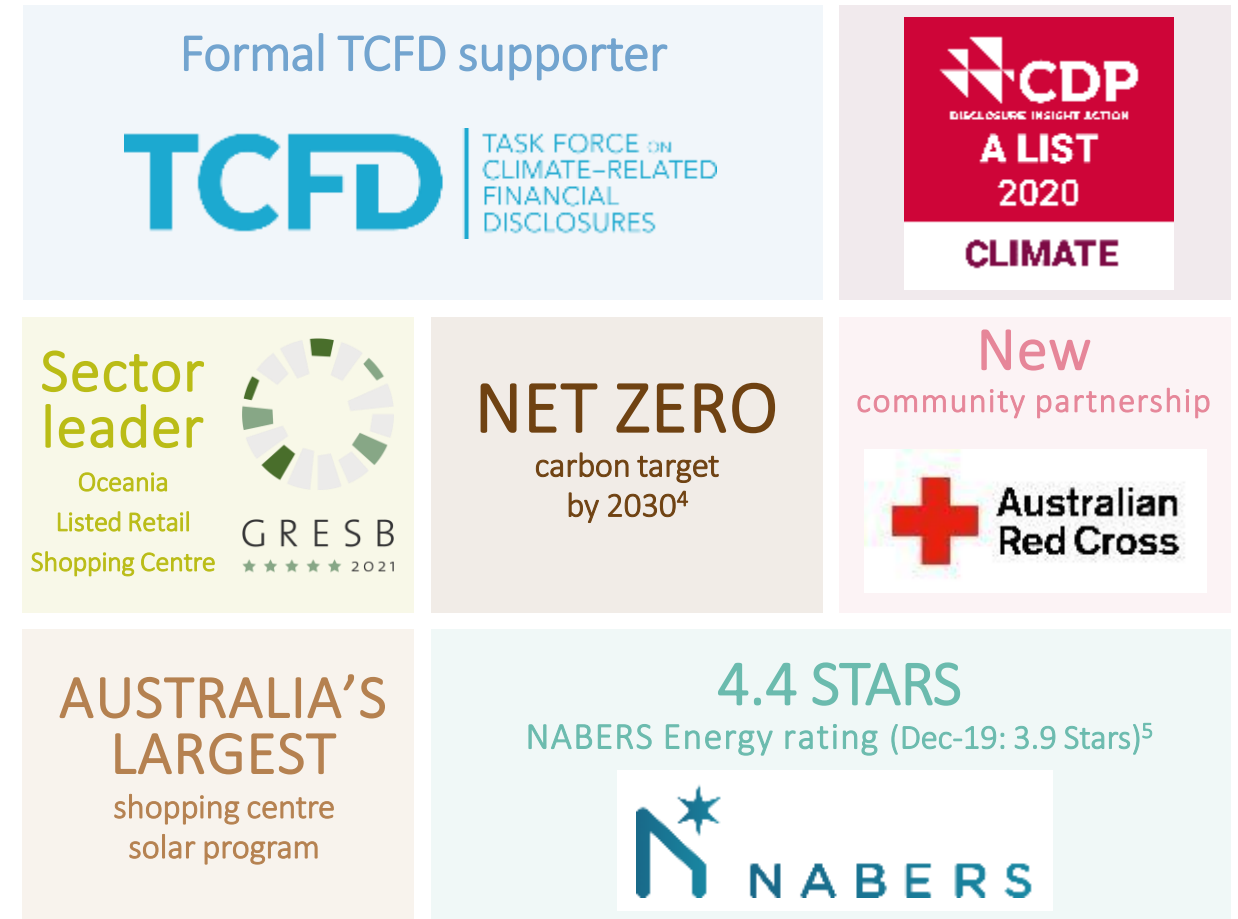 Formal TCFD supporter
TCFD
TASK FORCE ON
CLIMATE–RELATED
FINANCIAL
DISCLOSURES
CDP
DISCLOSURE INSIGHT ACTION
A LIST
2020
CLIMATE
Sector
leader
Oceania
Listed Retail
Shopping Centre
GRESB
★★★★★ 2021
NET ZERO
carbon target
by 2030⁴
New
community partnership
Australian
Red Cross
AUSTRALIA’S
LARGEST
shopping centre
solar program
4.4 STARS
NABERS Energy rating (Dec-19: 3.9 Stars)⁵
NABERS